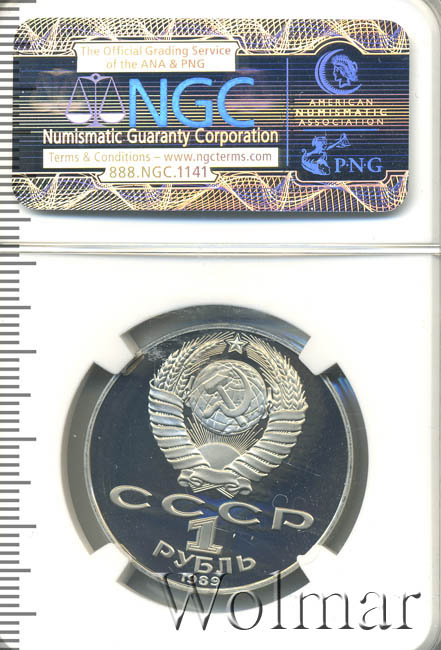 The Official Grading Service
of the ANA & PNG
NGC
Numismatic Guaranty Corporation
Terms & Conditions – www.ngcterms.com
888.NGC.1141
AMERICAN
NUMISMATIC
ASSOCIATION
P·N·G
СССР
1
РУБЛЬ
1989
Wolmar